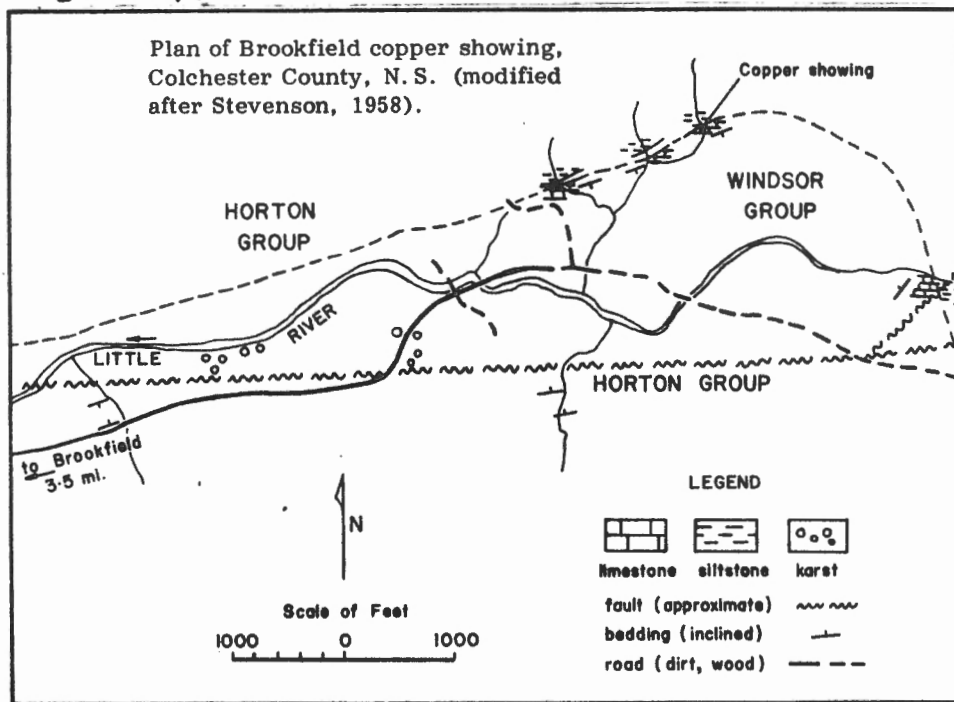 Plan of Brookfield copper showing,
Colchester County, N. S. (modified
after Stevenson, 1958).
Copper showing
HORTON
GROUP
WINDSOR
GROUP
LITTLE
RIVER
HORTON GROUP
to Brookfield
3.5 mi.
N
LEGEND
limestone siltstone karst
fault (approximate)
bedding (inclined)
road (dirt, wood)
Scale of Feet
1000 0 1000